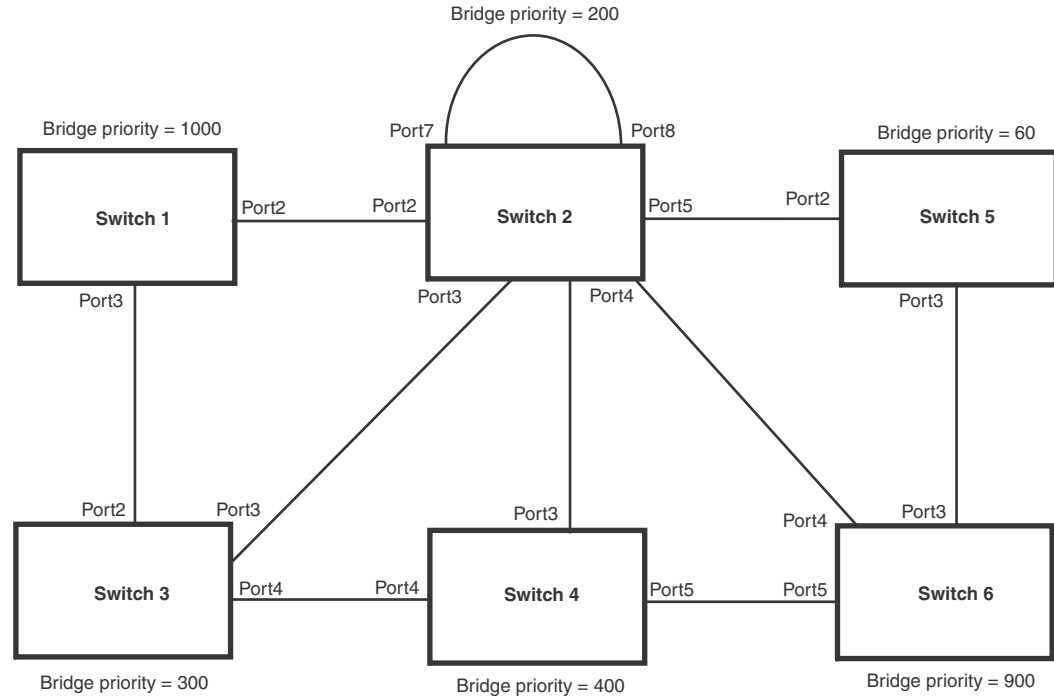 Bridge priority = 200
Bridge priority = 1000
Port7
Port8
Bridge priority = 60
Switch 1
Port2
Port2
Switch 2
Port5
Port2
Switch 5
Port3
Port3
Port4
Port3
Port2
Port3
Port3
Port4
Port3
Switch 3
Port4
Port4
Switch 4
Port5
Port5
Switch 6
Bridge priority = 300
Bridge priority = 400
Bridge priority = 900